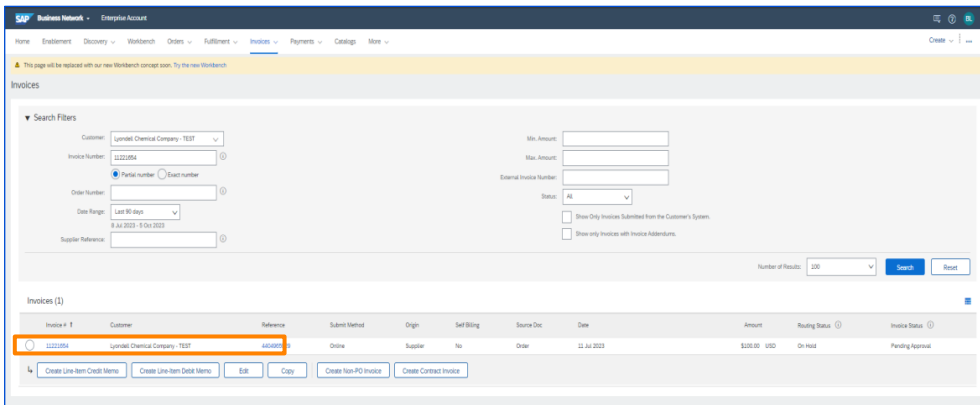 SAP Business Network Enterprise Account BL
Home Enablement Discovery Workbench Orders Fulfillment Invoices Payments Catalogs More Create
This page will be replaced with our new Workbench concept soon. Try the new Workbench
Invoices
Search Filters
Customer: Lyondell Chemical Company - TEST Min. Amount:
Invoice Number: 11221654 Max. Amount:
Partial number Exact number External Invoice Number:
Order Number: Status: All
Date Range: Last 90 days Show Only Invoices Submitted from the Customer's System.
8 Jul 2023 - 5 Oct 2023
Supplier Reference: Show only Invoices with Invoice Addendums.
Number of Results: 100 Search Reset
Invoices (1)
Invoice # Customer Reference Submit Method Origin Self Billing Source Doc Date Amount Routing Status Invoice Status
11221654 Lyondell Chemical Company - TEST Online Supplier No Order 11 Jul 2023 $100.00 USD On Hold Pending Approval
Create Line-Item Credit Memo Create Line-Item Debit Memo Edit Copy Create Non-PO Invoice Create Contract Invoice